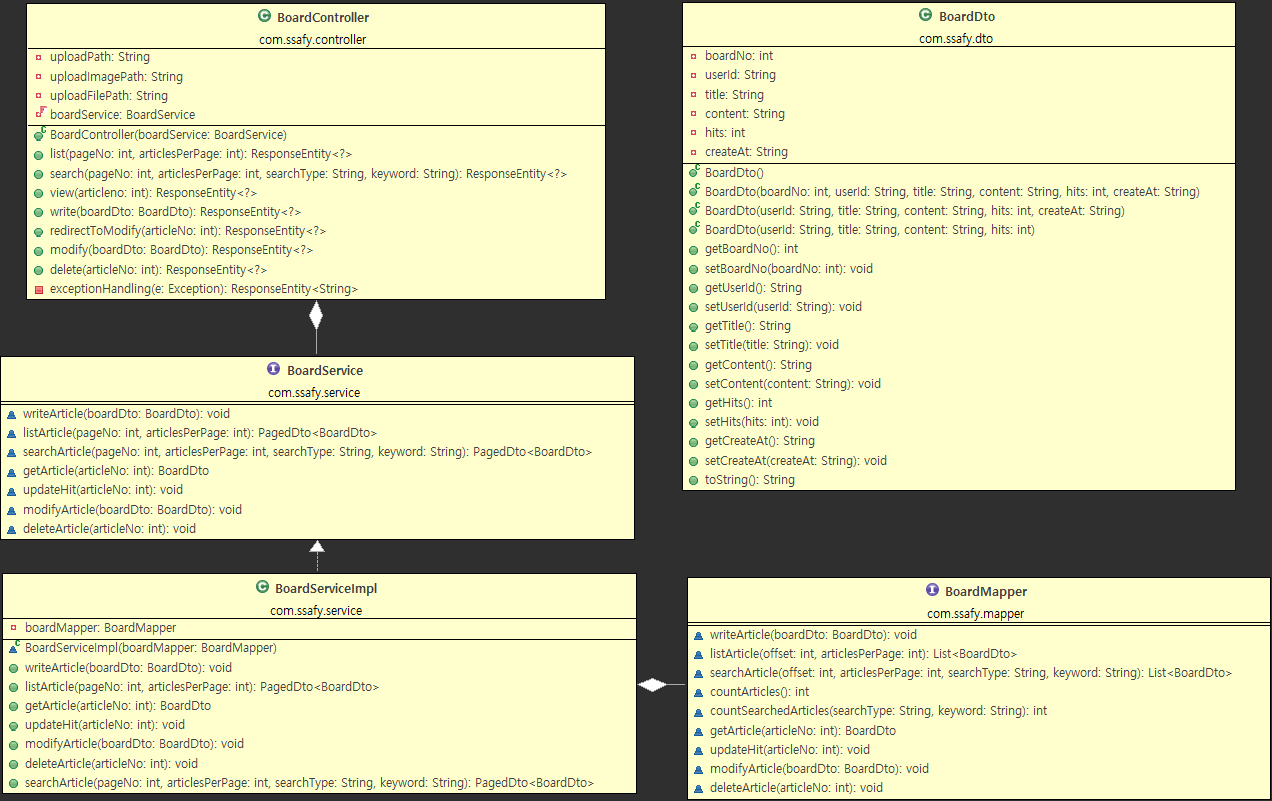 BoardController
com.ssafy.controller
uploadPath: String
uploadImagePath: String
uploadFilePath: String
boardService: BoardService
BoardController(boardService: BoardService)
list(pageNo: int, articlesPerPage: int): ResponseEntity<?>
search(pageNo: int, articlesPerPage: int, searchType: String, keyword: String): ResponseEntity<?>
view(articleno: int): ResponseEntity<?>
write(boardDto: BoardDto): ResponseEntity<?>
redirectToModify(articleNo: int): ResponseEntity<?>
modify(boardDto: BoardDto): ResponseEntity<?>
delete(articleNo: int): ResponseEntity<?>
exceptionHandling(e: Exception): ResponseEntity<String>
BoardDto
com.ssafy.dto
boardNo: int
userId: String
title: String
content: String
hits: int
createAt: String
BoardDto()
BoardDto(boardNo: int, userId: String, title: String, content: String, hits: int, createAt: String)
BoardDto(userId: String, title: String, content: String, hits: int, createAt: String)
BoardDto(userId: String, title: String, content: String, hits: int)
getBoardNo(): int
setBoardNo(boardNo: int): void
getUserId(): String
setUserId(userId: String): void
getTitle(): String
setTitle(title: String): void
getContent(): String
setContent(content: String): void
getHits(): int
setHits(hits: int): void
getCreateAt(): String
setCreateAt(createAt: String): void
toString(): String
BoardService
com.ssafy.service
writeArticle(boardDto: BoardDto): void
listArticle(pageNo: int, articlesPerPage: int): PagedDto<BoardDto>
searchArticle(pageNo: int, articlesPerPage: int, searchType: String, keyword: String): PagedDto<BoardDto>
getArticle(articleNo: int): BoardDto
updateHit(articleNo: int): void
modifyArticle(boardDto: BoardDto): void
deleteArticle(articleNo: int): void
BoardServiceImpl
com.ssafy.service
boardMapper: BoardMapper
BoardServiceImpl(boardMapper: BoardMapper)
writeArticle(boardDto: BoardDto): void
listArticle(pageNo: int, articlesPerPage: int): PagedDto<BoardDto>
getArticle(articleNo: int): BoardDto
updateHit(articleNo: int): void
modifyArticle(boardDto: BoardDto): void
deleteArticle(articleNo: int): void
searchArticle(pageNo: int, articlesPerPage: int, searchType: String, keyword: String): PagedDto<BoardDto>
BoardMapper
com.ssafy.mapper
writeArticle(boardDto: BoardDto): void
listArticle(offset: int, articlesPerPage: int): List<BoardDto>
searchArticle(offset: int, articlesPerPage: int, searchType: String, keyword: String): List<BoardDto>
countArticles(): int
countSearchedArticles(searchType: String, keyword: String): int
getArticle(articleNo: int): BoardDto
updateHit(articleNo: int): void
modifyArticle(boardDto: BoardDto): void
deleteArticle(articleNo: int): void